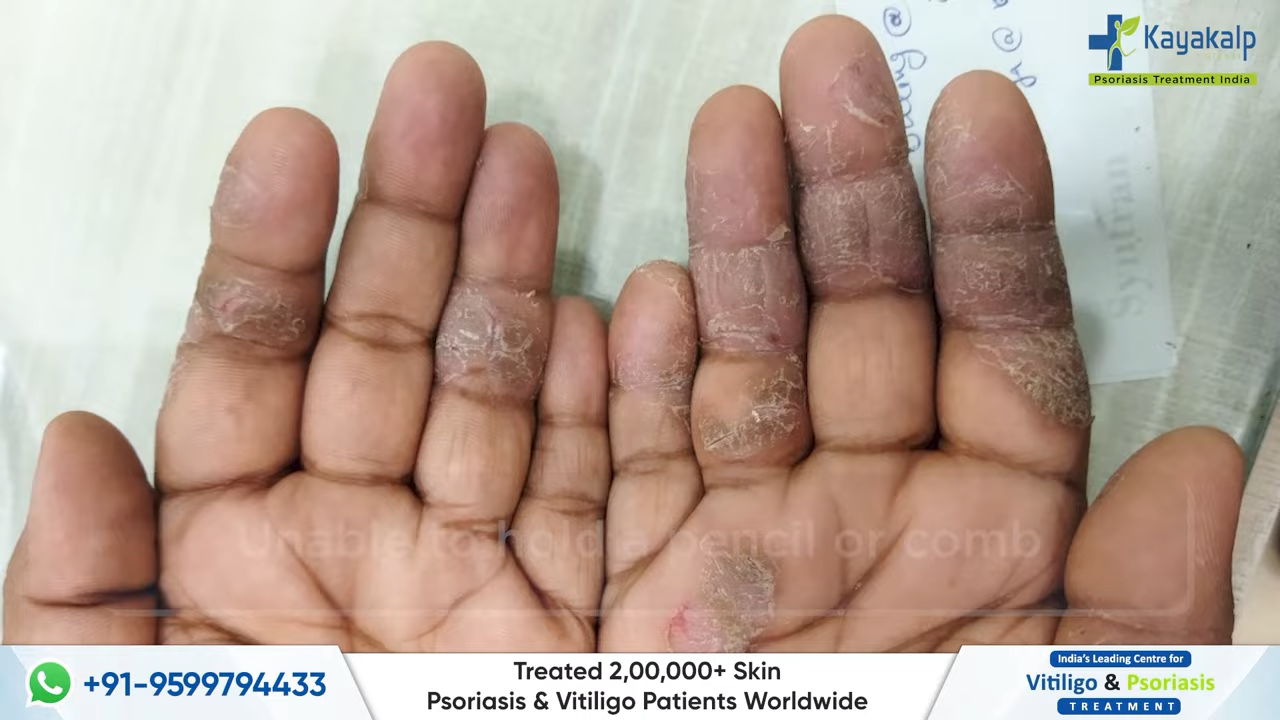 Kayakalp
Psoriasis Treatment India
Unable to hold a pencil or comb
+91-9599794433
Treated 2,00,000+ Skin
Psoriasis & Vitiligo Patients Worldwide
India's Leading Centre for
Vitiligo & Psoriasis
TREATMENT